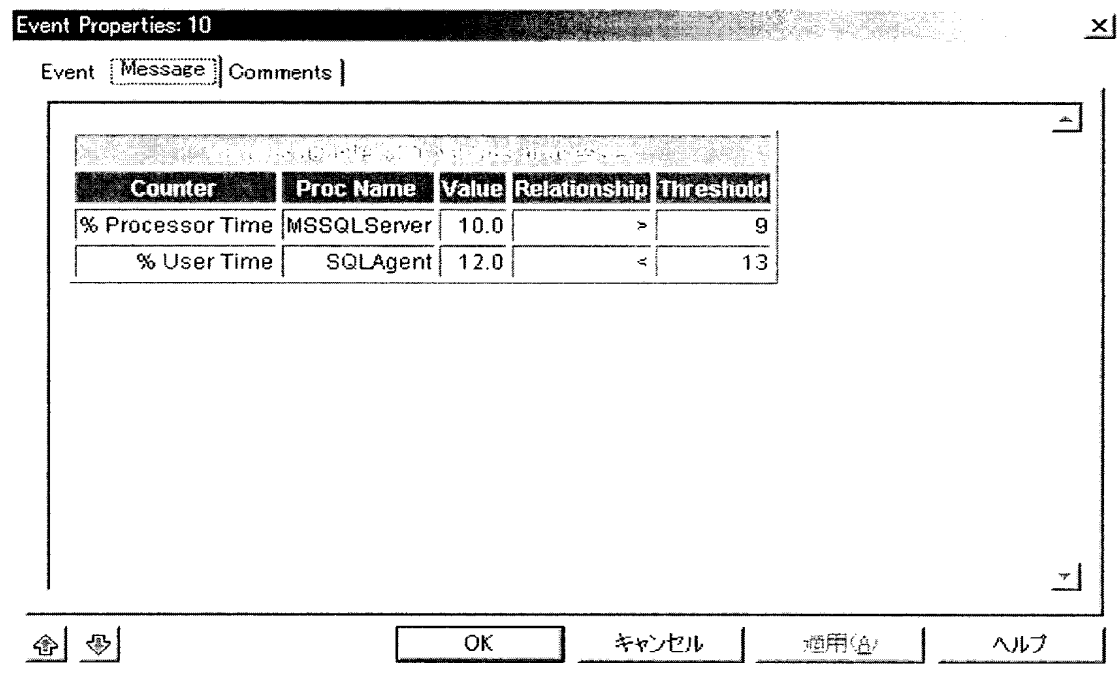 Event Properties: 10
Event Message Comments
Counter Proc Name Value Relationship Threshold
% Processor Time MSSQLServer 10.0 > 9
% User Time SQLAgent 12.0 < 13
OK キャンセル 適用(A) ヘルプ